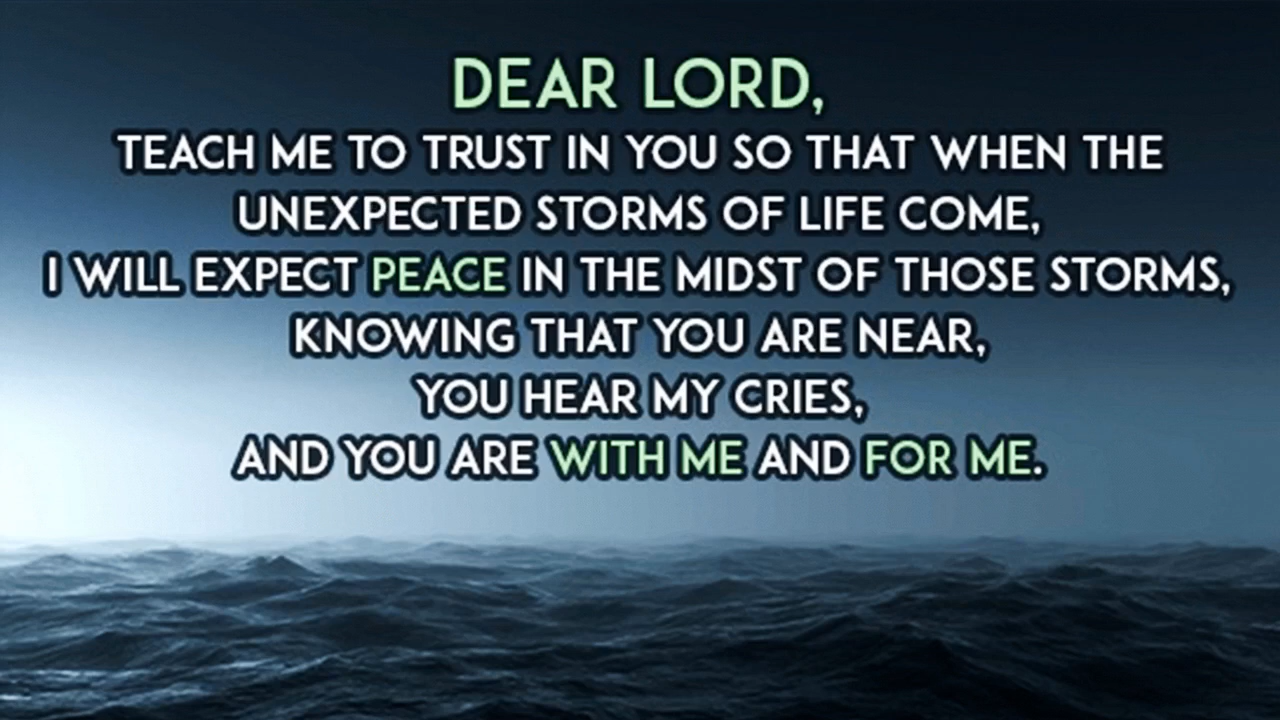 DEAR LORD,
TEACH ME TO TRUST IN YOU SO THAT WHEN THE
UNEXPECTED STORMS OF LIFE COME,
I WILL EXPECT PEACE IN THE MIDST OF THOSE STORMS,
KNOWING THAT YOU ARE NEAR,
YOU HEAR MY CRIES,
AND YOU ARE WITH ME AND FOR ME.